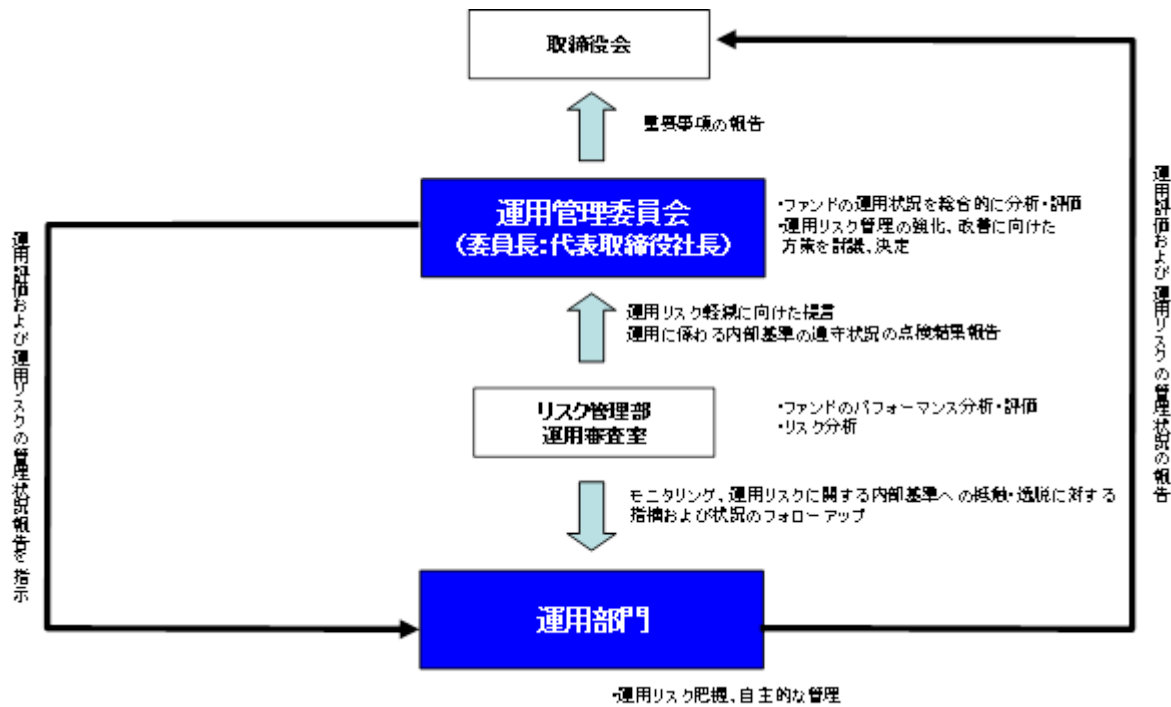 取締役会
重要事項の報告
運用管理委員会
(委員長:代表取締役社長)
・ファンドの運用状況を総合的に分析・評価
・運用リスク管理の強化、改善に向けた
方策を討議、決定
運用リスク軽減に向けた提言
運用に係わる内部基準の遵守状況の点検結果報告
リスク管理部
運用審査室
・ファンドのパフォーマンス分析・評価
・リスク分析
モニタリング、運用リスクに関する内部基準への抵触・逸脱に対する
指摘および状況のフォローアップ
運用部門
・運用リスク把握、自主的な管理
運用評価および運用リスクの管理状況報告を指示
運用評価および運用リスクの管理状況の報告